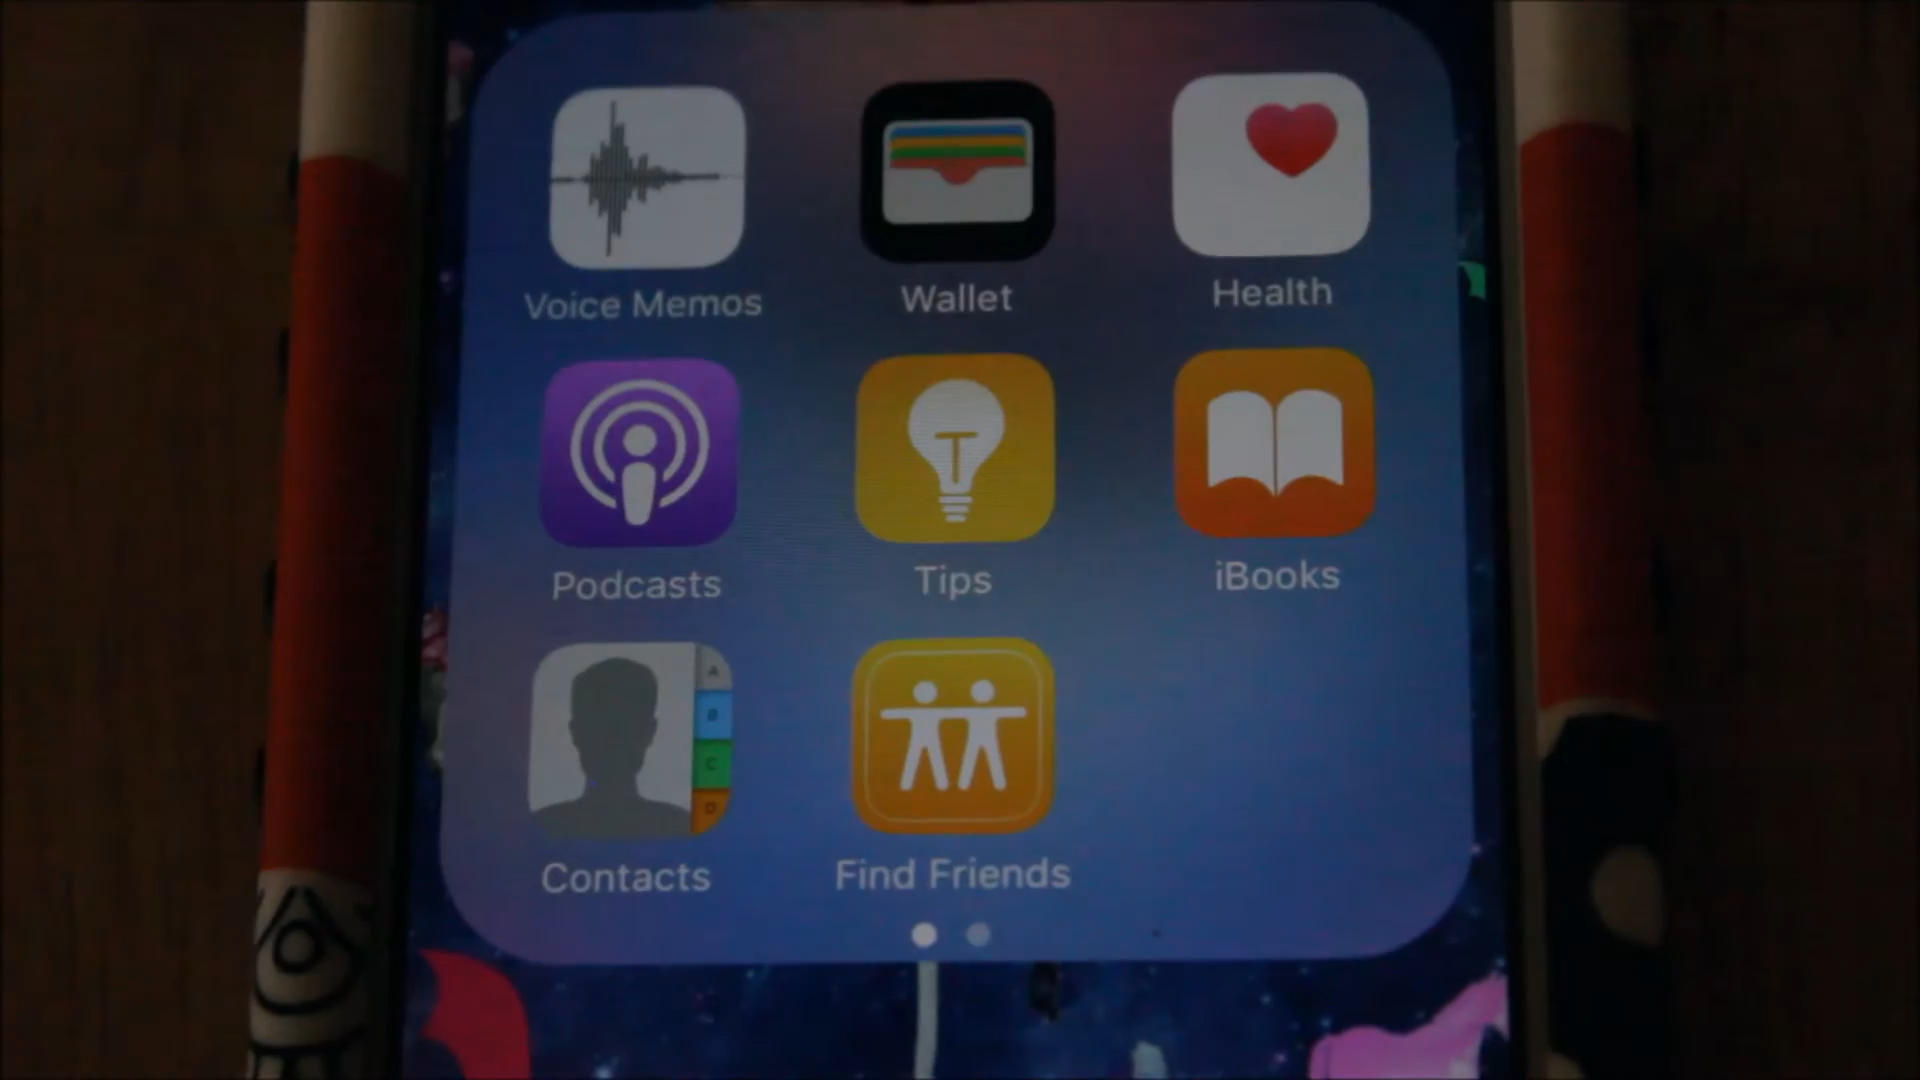 Voice Memos
Wallet
Health
Podcasts
Tips
iBooks
A
B
C
D
Contacts
Find Friends